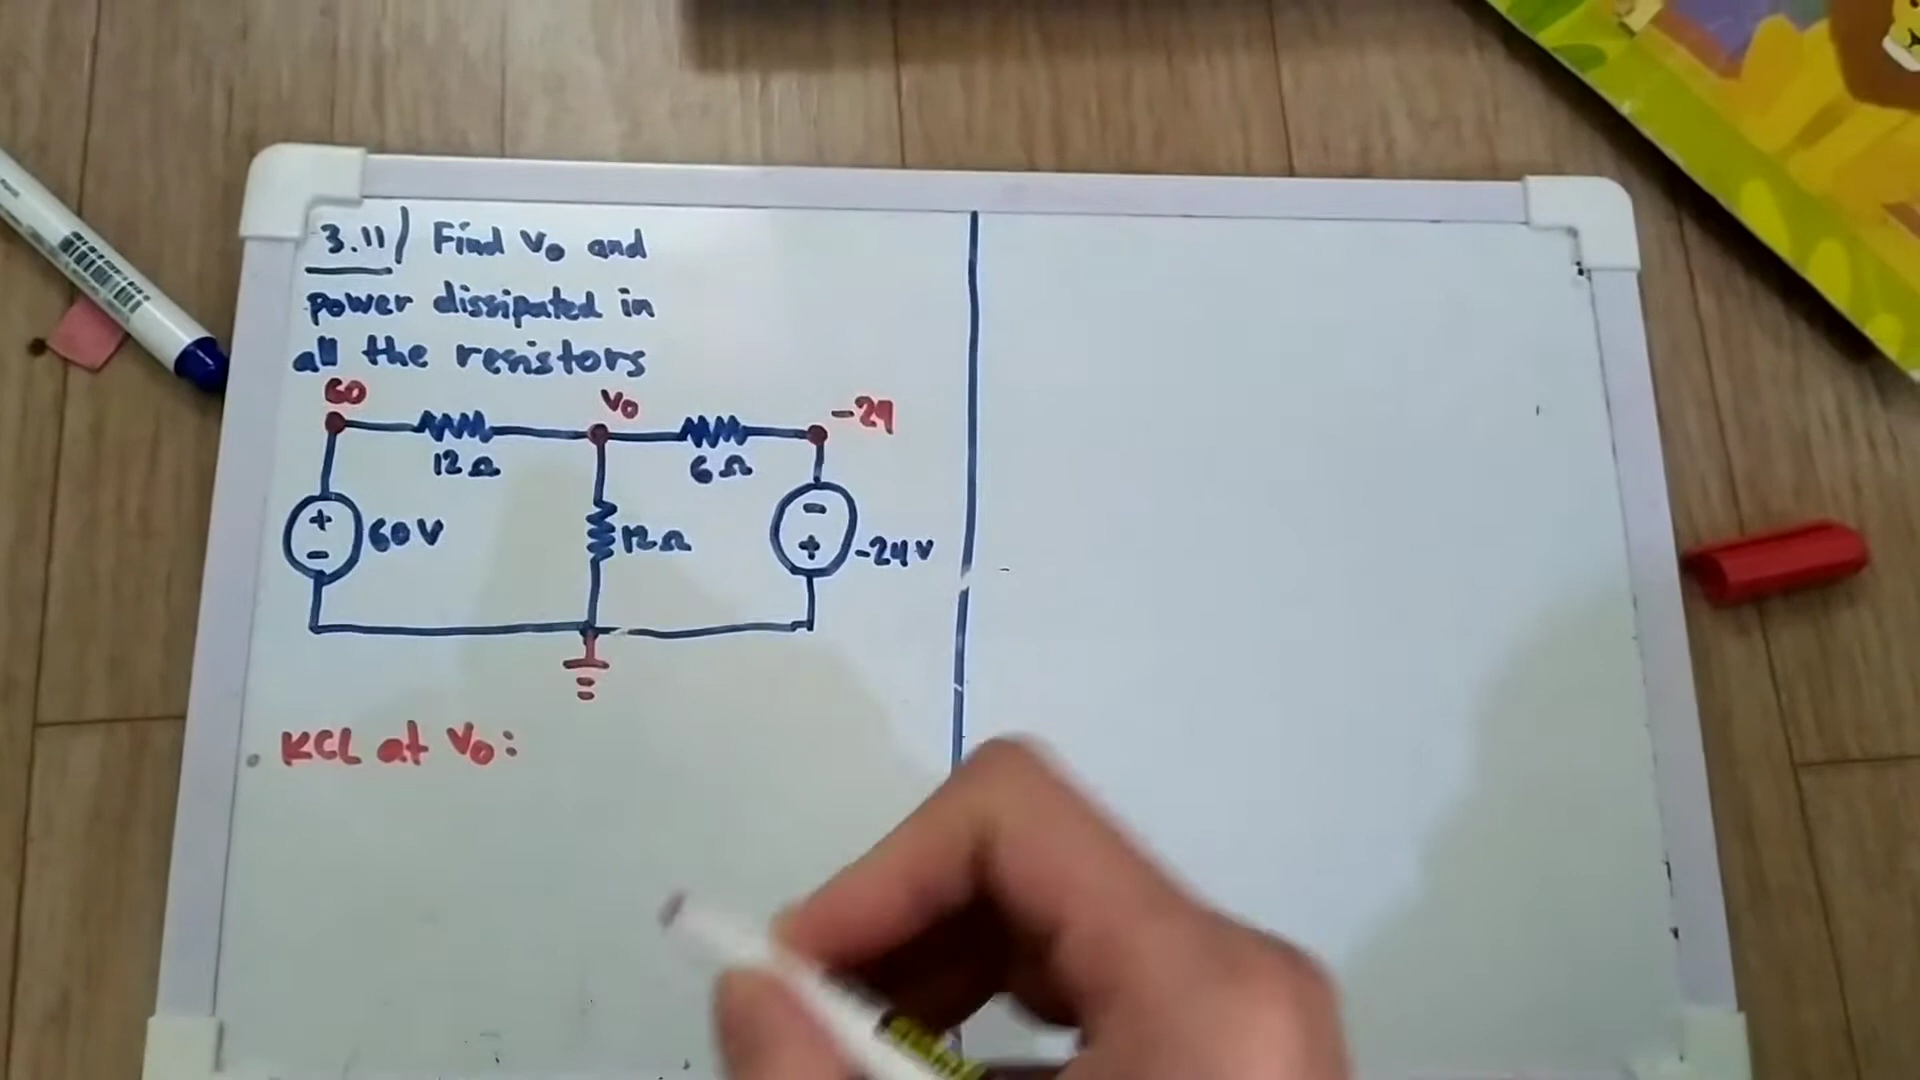 3.11/ Find Vo and
power dissipated in
all the resistors
60
Vo
-24
12Ω
6Ω
+
-
60V
12Ω
-
+
-24V
• KCL at Vo: